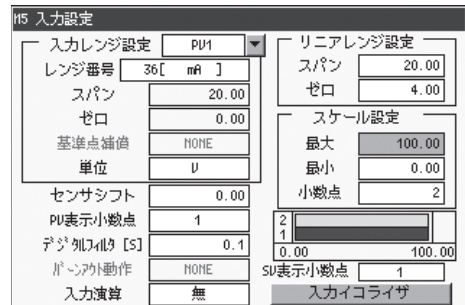 M5 入力設定
入力レンジ設定 PV1
レンジ番号 36[ mA ]
スパン 20.00
ゼロ 0.00
基準点補償 NONE
単位 V
センサシフト 0.00
PV表示小数点 1
デジタルフィルタ [S] 0.1
バーンアウト動作 NONE
入力演算 無
リニアレンジ設定
スパン 20.00
ゼロ 4.00
スケール設定
最大 100.00
最小 0.00
小数点 2
2
1
0.00 100.00
SV表示小数点 1
入力イコライザ